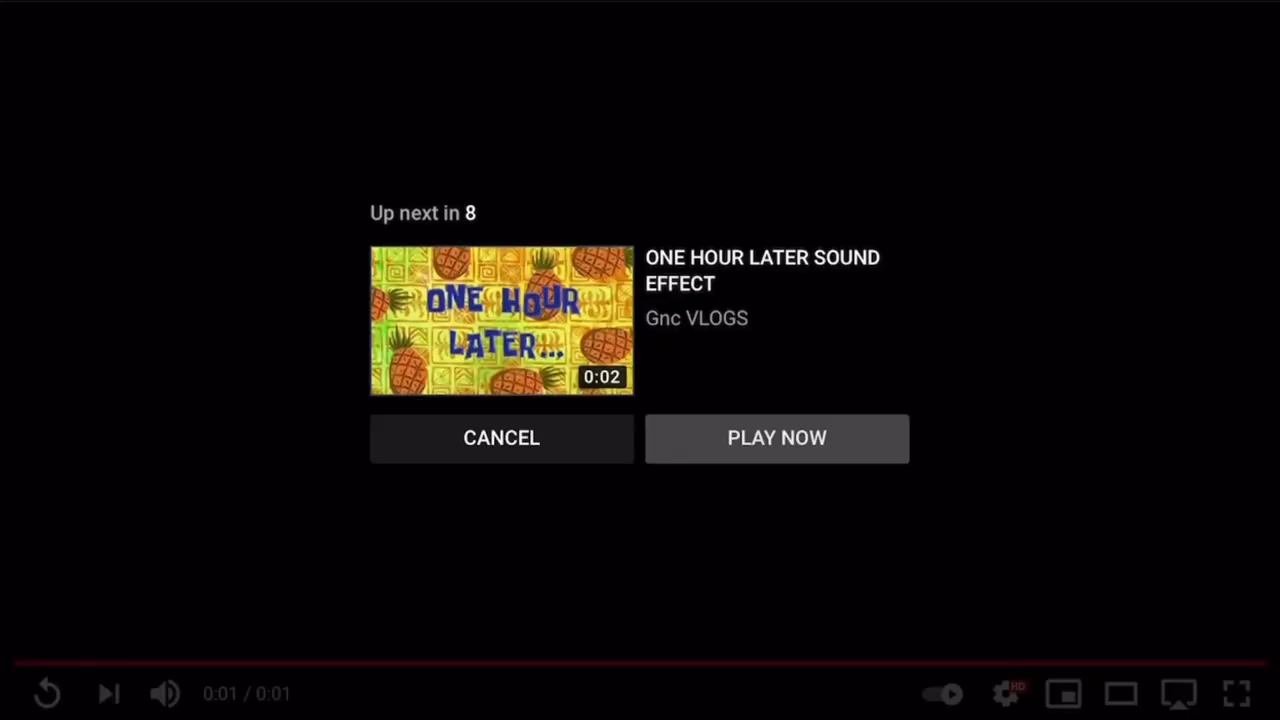 Up next in 8
ONE HOUR LATER SOUND
EFFECT
Gnc VLOGS
ONE HOUR
LATER...
0:02
CANCEL
PLAY NOW
0:01 / 0:01
HD